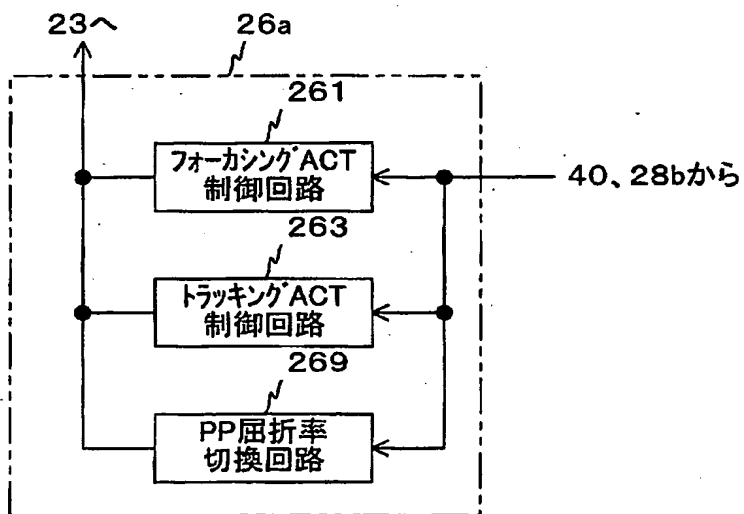 23へ
26a
261
フォーカシングACT
制御回路
40、28bから
263
トラッキングACT
制御回路
269
PP屈折率
切換回路